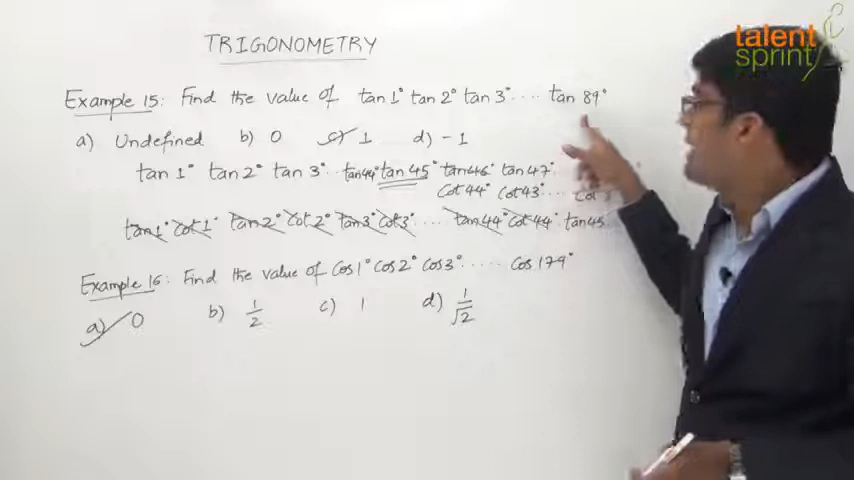 talent
sprint
TRIGONOMETRY
Example 15: Find the value of tan 1° tan 2° tan 3° .... tan 89°
a) Undefined b) 0 c) 1 d) -1
tan 1° tan 2° tan 3° .. tan 44° tan 45° tan 46° tan 47°
cot 44° cot 43° ... cot
tan 1° cot 1° tan 2° cot 2° tan 3° cot 3° .... tan 44° cot 44° tan 45
Example 16: Find the value of cos 1° cos 2° cos 3° ..... cos 179°
a) 0 b) 1/2 c) 1 d) 1/√2